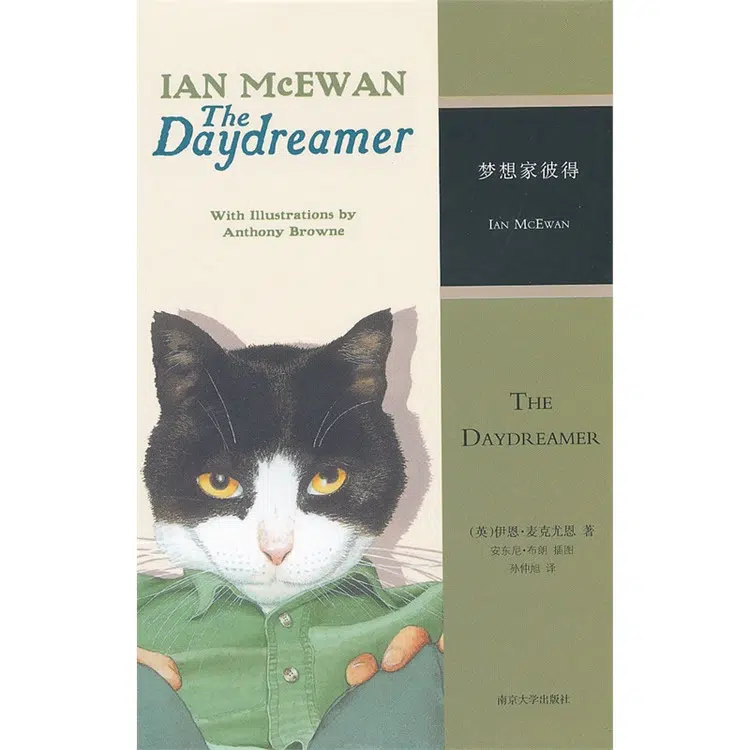 IAN McEWAN
The
Daydreamer
With Illustrations by
Anthony Browne
梦想家彼得
IAN MCEWAN
THE
DAYDREAMER
(英)伊恩·麦克尤恩 著
安东尼·布朗 插图
孙仲旭 译
南京大学出版社